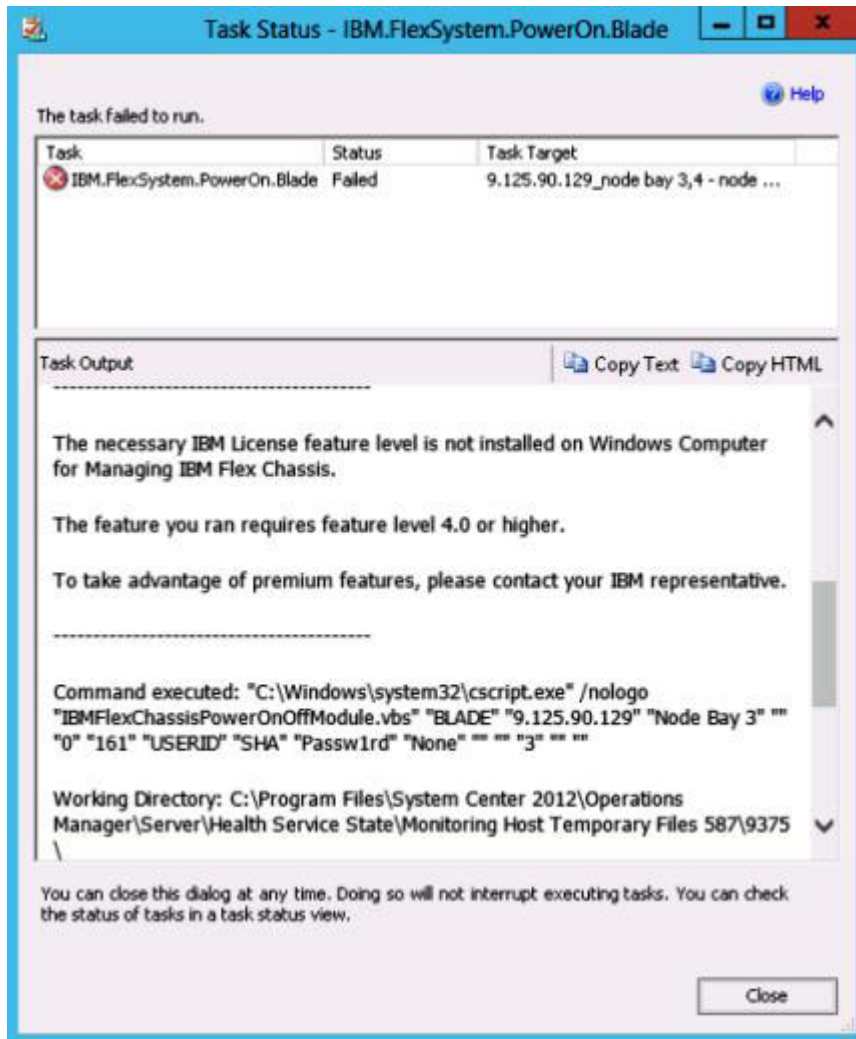 Task Status - IBM.FlexSystem.PowerOn.Blade
Help
The task failed to run.
Task Status Task Target
IBM.FlexSystem.PowerOn.Blade Failed 9.125.90.129_node bay 3,4 - node ...
Task Output Copy Text Copy HTML
----------------------------------------
The necessary IBM License feature level is not installed on Windows Computer
for Managing IBM Flex Chassis.
The feature you ran requires feature level 4.0 or higher.
To take advantage of premium features, please contact your IBM representative.
----------------------------------------
Command executed: "C:\Windows\system32\cscript.exe" /nologo
"IBMFlexChassisPowerOnOffModule.vbs" "BLADE" "9.125.90.129" "Node Bay 3" ""
"0" "161" "USERID" "SHA" "Passw1rd" "None" "" "" "3" "" ""
Working Directory: C:\Program Files\System Center 2012\Operations
Manager\Server\Health Service State\Monitoring Host Temporary Files 587\9375
\
You can close this dialog at any time. Doing so will not interrupt executing tasks. You can check
the status of tasks in a task status view.
Close